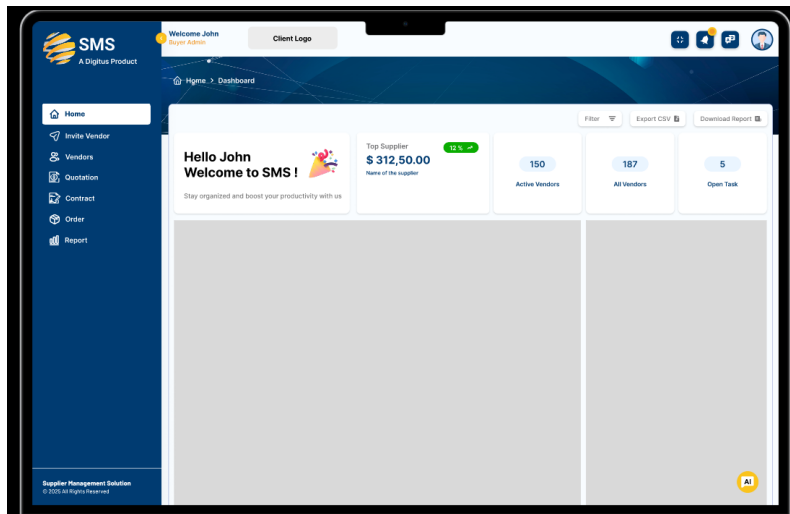 SMS
A Digitus Product
Welcome John
Buyer Admin
Client Logo
Home > Dashboard
Home
Invite Vendor
Vendors
Quotation
Contract
Order
Report
Filter
Export CSV
Download Report
Hello John
Welcome to SMS !
Stay organized and boost your productivity with us
Top Supplier
12 %
$ 312,50.00
Name of the supplier
150
Active Vendors
187
All Vendors
5
Open Task
AI
Supplier Management Solution
© 2025 All Rights Reserved